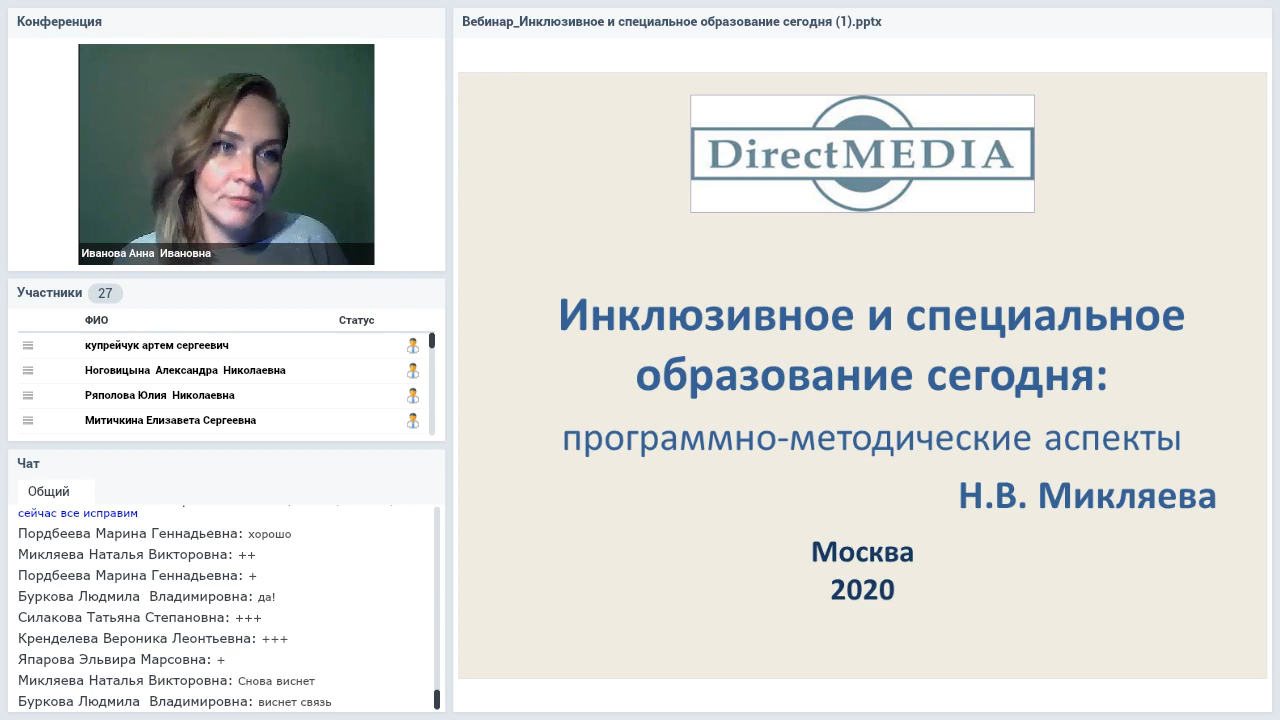 Конференция
Иванова Анна  Ивановна
Участники 27
ФИО Статус
купрейчук артем сергеевич
Ноговицына  Александра  Николаевна
Ряполова Юлия  Николаевна
Митичкина Елизавета Сергеевна
Чат
Общий
сейчас все исправим
Пордбеева Марина Геннадьевна: хорошо
Микляева Наталья Викторовна: ++
Пордбеева Марина Геннадьевна: +
Буркова Людмила  Владимировна: да!
Силакова Татьяна Степановна: +++
Кренделева Вероника Леонтьевна: +++
Япарова Эльвира Марсовна: +
Микляева Наталья Викторовна: Снова виснет
Буркова Людмила  Владимировна: виснет связь
Вебинар_Инклюзивное и специальное образование сегодня (1).pptx
DirectMEDIA
Инклюзивное и специальное
образование сегодня:
программно-методические аспекты
Н.В. Микляева
Москва
2020